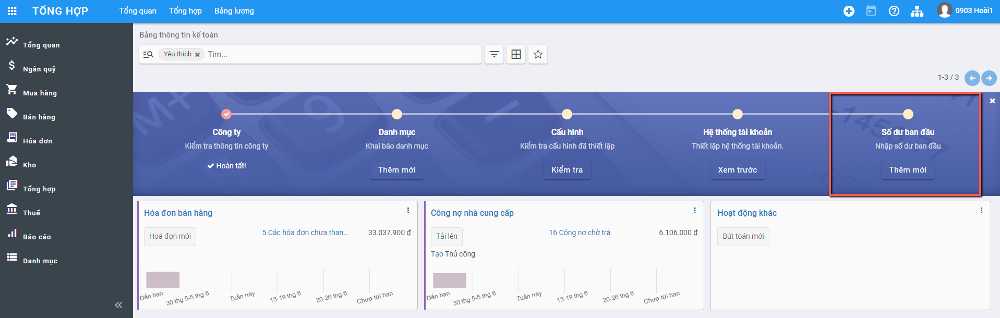 TỔNG HỢP
Tổng quan Tổng hợp Bảng lương
0903 Hoài1
Tổng quan
Ngân quỹ
Mua hàng
Bán hàng
Hóa đơn
Kho
Tổng hợp
Thuế
Báo cáo
Danh mục
Bảng thông tin kế toán
Yêu thích Tìm...
1-3 / 3
Công ty
Kiểm tra thông tin công ty
Hoàn tất!
Danh mục
Khai báo danh mục
Thêm mới
Cấu hình
Kiểm tra cấu hình đã thiết lập
Kiểm tra
Hệ thống tài khoản
Thiết lập hệ thống tài khoản.
Xem trước
Số dư ban đầu
Nhập số dư ban đầu
Thêm mới
Hóa đơn bán hàng
Hoá đơn mới
5 Các hóa đơn chưa than... 33.037.900 ₫
Đến hạn 30 thg 5-5 thg 6 Tuần này 13-19 thg 6 20-26 thg 6 Chưa tới hạn
Công nợ nhà cung cấp
Tải lên
16 Công nợ chờ trả 6.106.000 ₫
Tạo Thủ công
Đến hạn 30 thg 5-5 thg 6 Tuần này 13-19 thg 6 20-26 thg 6 Chưa tới hạn
Hoạt động khác
Bút toán mới